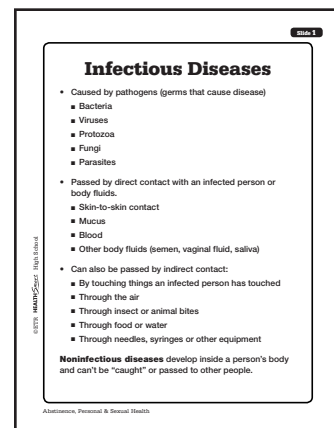 Slide 1
Infectious Diseases
• Caused by pathogens (germs that cause disease)
■ Bacteria
■ Viruses
■ Protozoa
■ Fungi
■ Parasites
• Passed by direct contact with an infected person or
body fluids.
■ Skin-to-skin contact
■ Mucus
■ Blood
■ Other body fluids (semen, vaginal fluid, saliva)
• Can also be passed by indirect contact:
■ By touching things an infected person has touched
■ Through the air
■ Through insect or animal bites
■ Through food or water
■ Through needles, syringes or other equipment
Noninfectious diseases develop inside a person's body
and can't be “caught” or passed to other people.
©ETR HEALTHSmart High School
Abstinence, Personal & Sexual Health